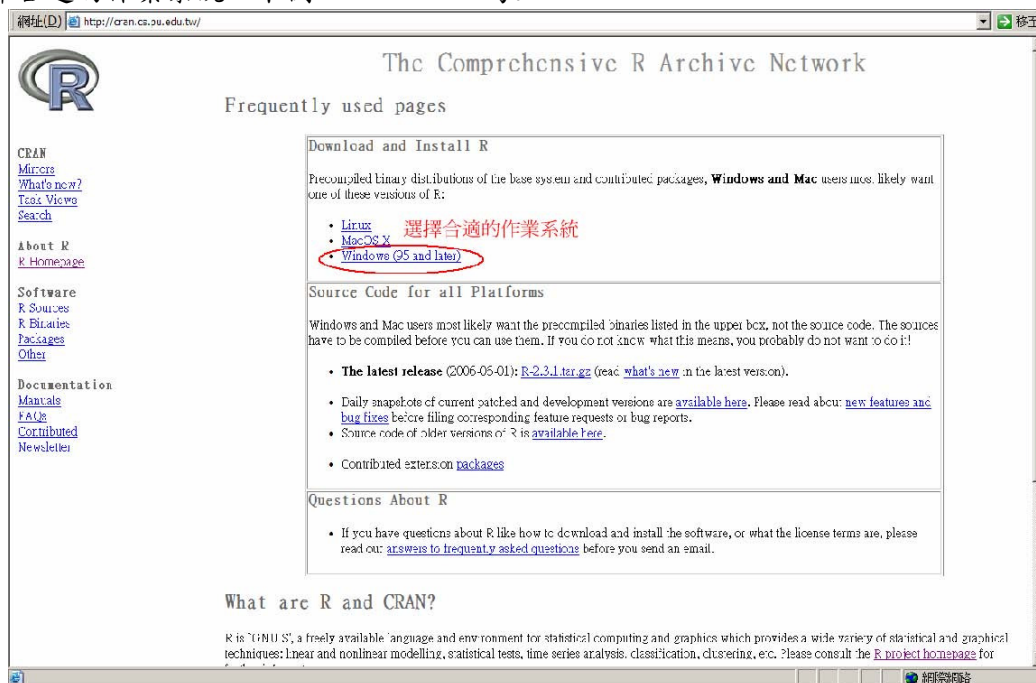 網址(D) http://cran.cs.pu.edu.tw/ 移至
The Comprehensive R Archive Network
Frequently used pages
CRAN
Mirrors
What's new?
Task Views
Search
About R
R Homepage
Software
R Sources
R Binaries
Packages
Other
Documentation
Manuals
FAQs
Contributed
Newsletter
Download and Install R
Precompiled binary distributions of the base system and contributed packages, Windows and Mac users most likely want
one of these versions of R:
• Linux
• MacOS X
• Windows (95 and later)
選擇合適的作業系統
Source Code for all Platforms
Windows and Mac users most likely want the precompiled binaries listed in the upper box, not the source code. The sources
have to be compiled before you can use them. If you do not know what this means, you probably do not want to do it!
• The latest release (2006-06-01): R-2.3.1.tar.gz (read what's new in the latest version).
• Daily snapshots of current patched and development versions are available here. Please read about new features and
bug fixes before filing corresponding feature requests or bug reports.
• Source code of older versions of R is available here.
• Contributed extension packages
Questions About R
• If you have questions about R like how to download and install the software, or what the license terms are, please
read our answers to frequently asked questions before you send an email.
What are R and CRAN?
R is `GNU S', a freely available language and environment for statistical computing and graphics which provides a wide variety of statistical and graphical
techniques: linear and nonlinear modelling, statistical tests, time series analysis, classification, clustering, etc. Please consult the R project homepage for
網際網路